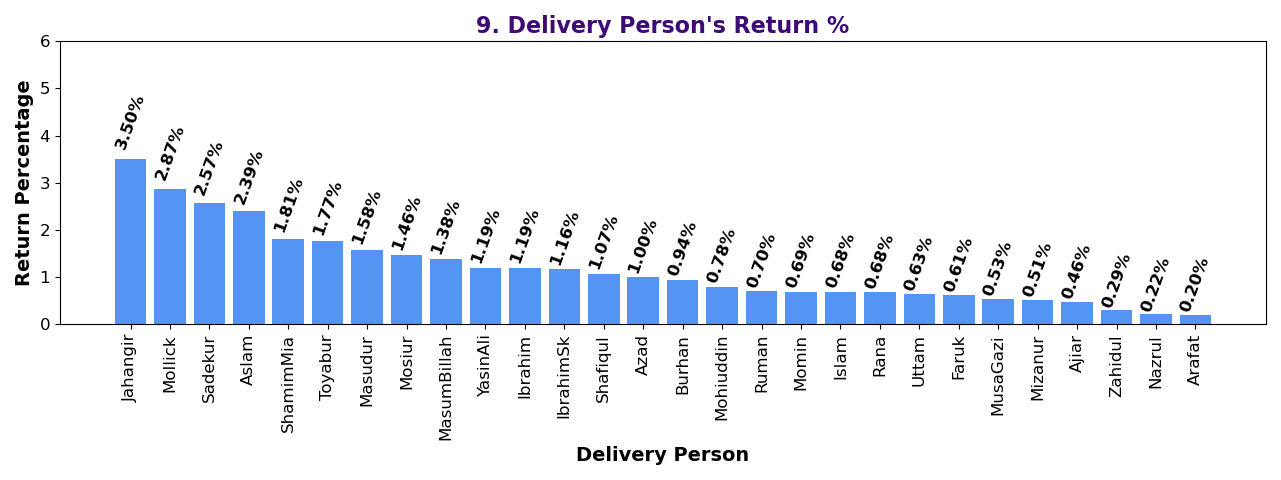 9. Delivery Person's Return %
Return Percentage
6
5
4
3
2
1
0
3.50%
2.87%
2.57%
2.39%
1.81%
1.77%
1.58%
1.46%
1.38%
1.19%
1.19%
1.16%
1.07%
1.00%
0.94%
0.78%
0.70%
0.69%
0.68%
0.68%
0.63%
0.61%
0.53%
0.51%
0.46%
0.29%
0.22%
0.20%
Jahangir
Mollick
Sadekur
Aslam
ShamimMia
Toyabur
Masudur
Mosiur
MasumBillah
YasinAli
Ibrahim
IbrahimSk
Shafiqul
Azad
Burhan
Mohiuddin
Ruman
Momin
Islam
Rana
Uttam
Faruk
MusaGazi
Mizanur
Ajiar
Zahidul
Nazrul
Arafat
Delivery Person